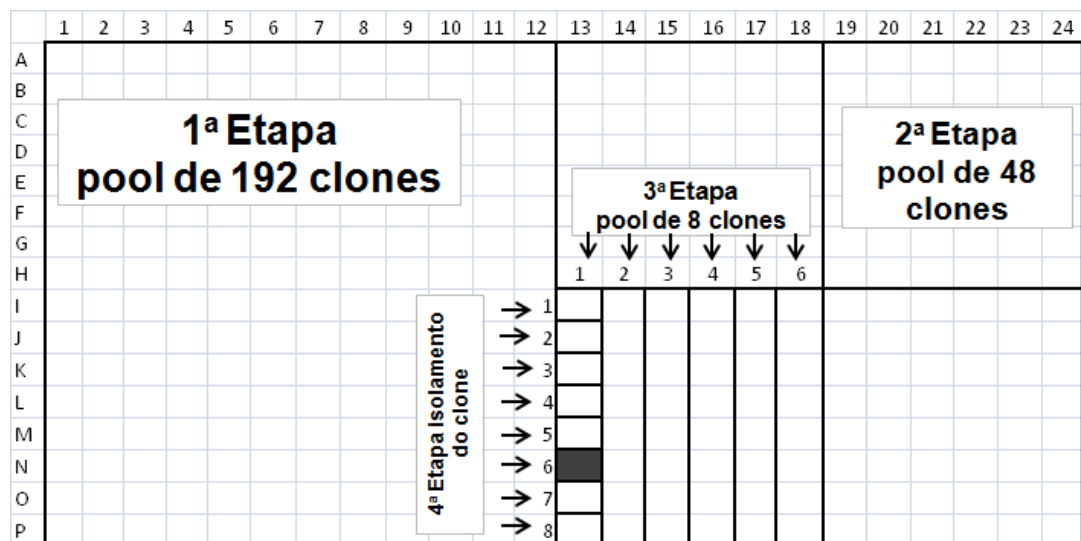 1 2 3 4 5 6 7 8 9 10 11 12 13 14 15 16 17 18 19 20 21 22 23 24
A
B
C
D
E
F
G
H
I
J
K
L
M
N
O
P
1ª Etapa
pool de 192 clones
2ª Etapa
pool de 48
clones
3ª Etapa
pool de 8 clones
1 2 3 4 5 6
4ª Etapa Isolamento
do clone
1
2
3
4
5
6
7
8